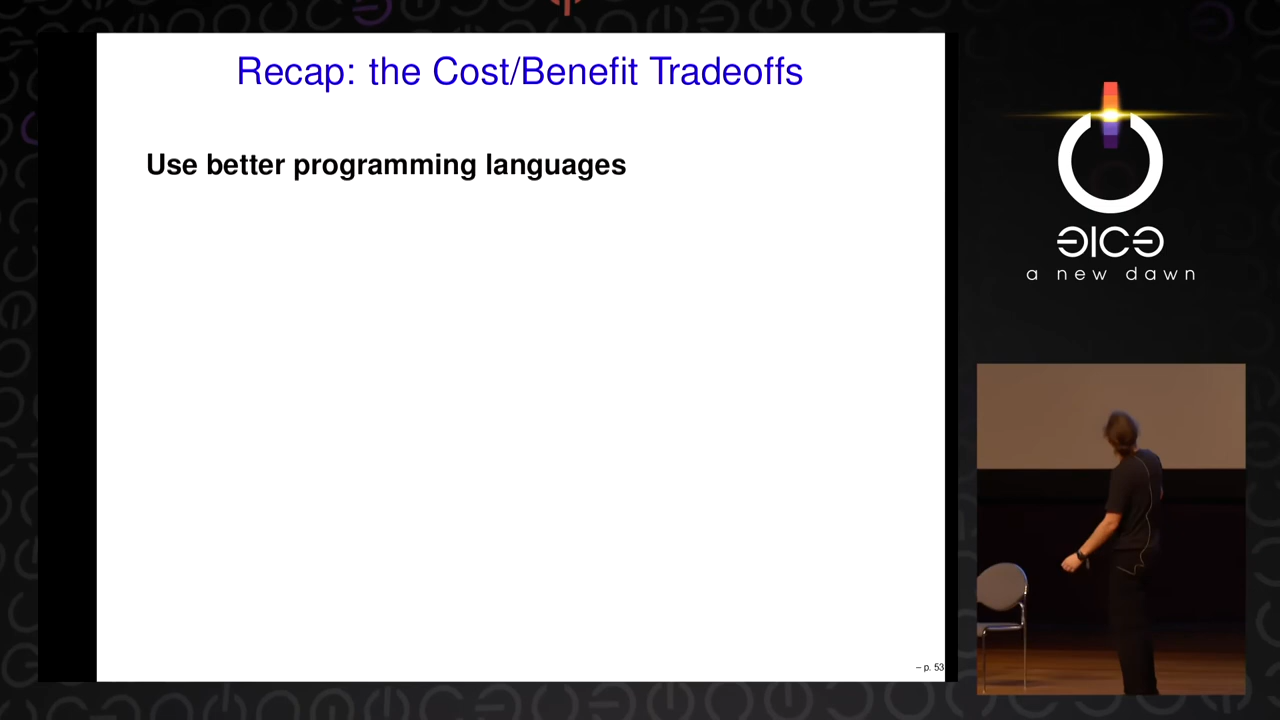 Recap: the Cost/Benefit Tradeoffs
Use better programming languages
– p. 53
a new dawn